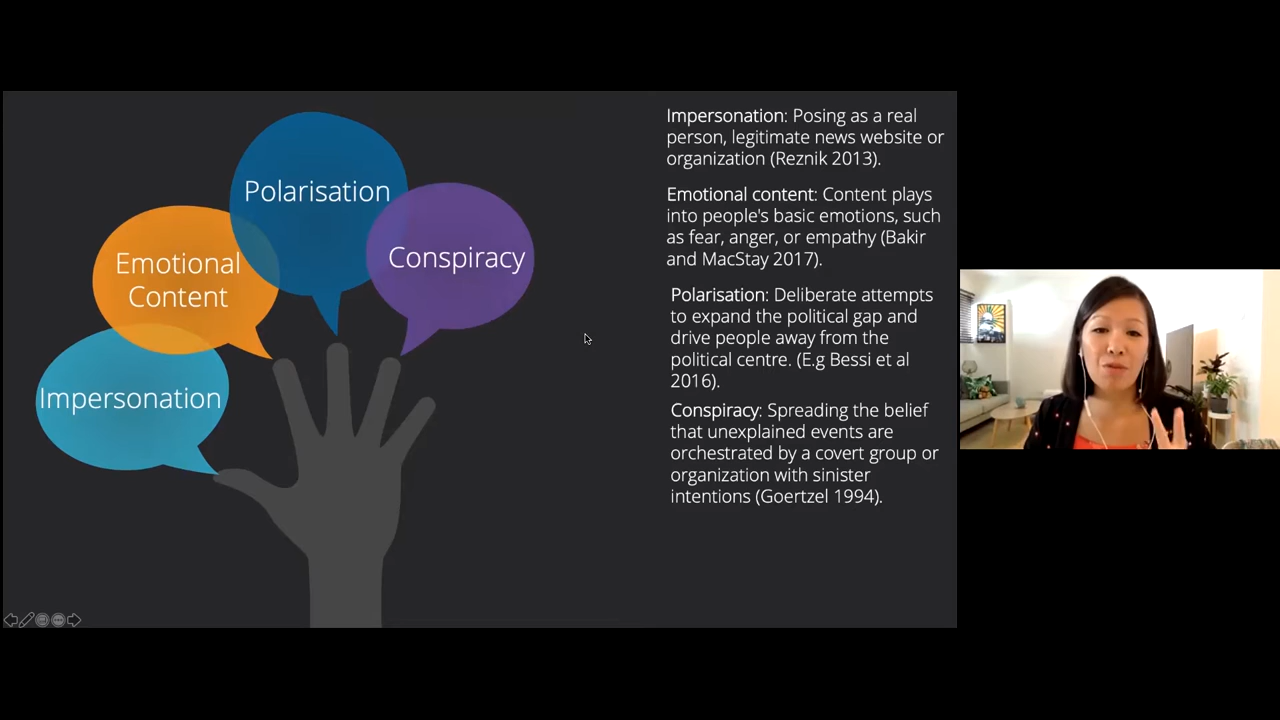 Polarisation
Conspiracy
Emotional
Content
Impersonation
Impersonation: Posing as a real
person, legitimate news website or
organization (Reznik 2013).
Emotional content: Content plays
into people's basic emotions, such
as fear, anger, or empathy (Bakir
and MacStay 2017).
Polarisation: Deliberate attempts
to expand the political gap and
drive people away from the
political centre. (E.g Bessi et al
2016).
Conspiracy: Spreading the belief
that unexplained events are
orchestrated by a covert group or
organization with sinister
intentions (Goertzel 1994).